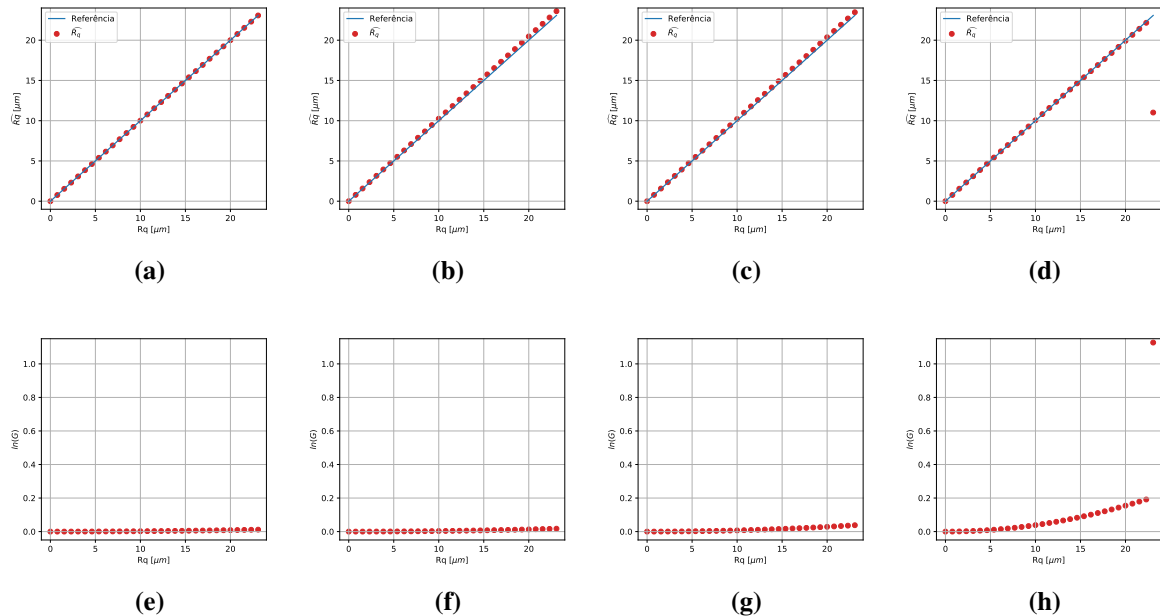 Referência
R̂q
20
15
10
5
0
R̂q [μm]
0 5 10 15 20
Rq [μm]
(a)
Referência
R̂q
20
15
10
5
0
R̂q [μm]
0 5 10 15 20
Rq [μm]
(b)
Referência
R̂q
20
15
10
5
0
R̂q [μm]
0 5 10 15 20
Rq [μm]
(c)
Referência
R̂q
20
15
10
5
0
R̂q [μm]
0 5 10 15 20
Rq [μm]
(d)
1.0
0.8
0.6
0.4
0.2
0.0
ln(G)
0 5 10 15 20
Rq [μm]
(e)
1.0
0.8
0.6
0.4
0.2
0.0
ln(G)
0 5 10 15 20
Rq [μm]
(f)
1.0
0.8
0.6
0.4
0.2
0.0
ln(G)
0 5 10 15 20
Rq [μm]
(g)
1.0
0.8
0.6
0.4
0.2
0.0
ln(G)
0 5 10 15 20
Rq [μm]
(h)